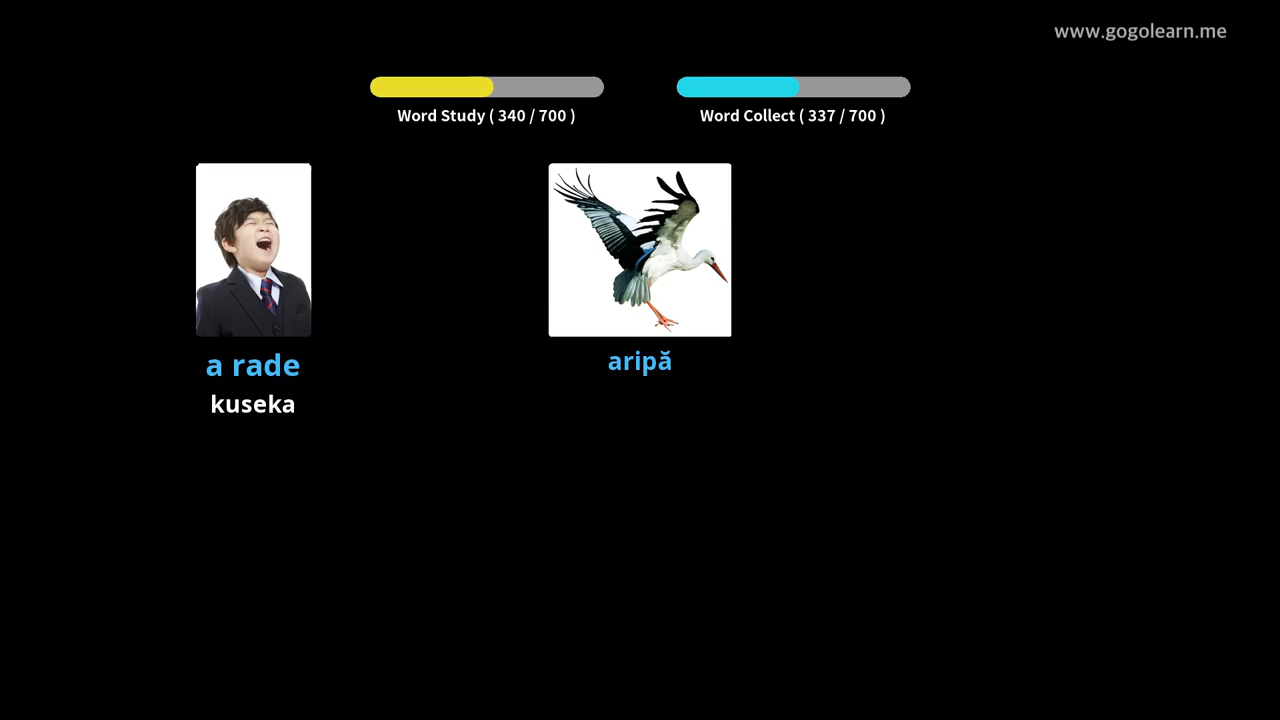 www.gogolearn.me
Word Study ( 340 / 700 )
Word Collect ( 337 / 700 )
a rade
kuseka
aripă